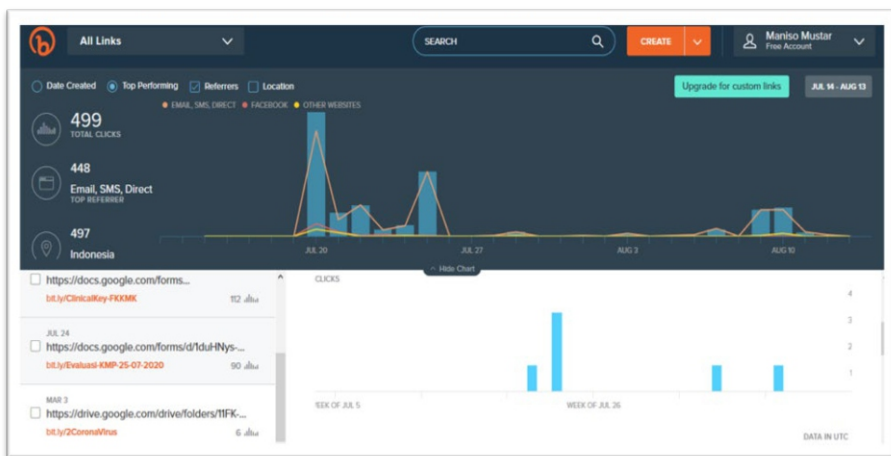 All Links
SEARCH
CREATE
Maniso Mustar
Free Account
Date Created Top Performing Referrers Location
Upgrade for custom links
JUL 14 - AUG 13
EMAIL, SMS, DIRECT FACEBOOK OTHER WEBSITES
499
TOTAL CLICKS
448
Email, SMS, Direct
TOP REFERRER
497
Indonesia
JUL 20 JUL 27 AUG 3 AUG 10
Hide Chart
https://docs.google.com/forms...
bit.ly/ClinicalKey-FKKMK 112
JUL 24
https://docs.google.com/forms/d/1duHNys-...
bit.ly/Evaluasi-KMP-25-07-2020 90
MAR 3
https://drive.google.com/drive/folders/11FK-...
bit.ly/2CoronaVirus 6
CLICKS
4
3
2
1
EEK OF JUL 5 WEEK OF JUL 26
DATA IN UTC